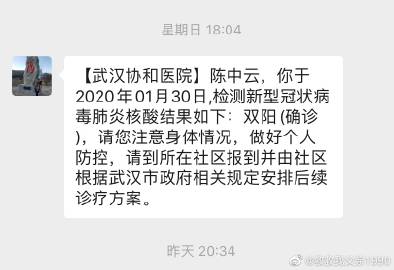 星期日 18:04
【武汉协和医院】陈中云，你于
2020年01月30日,检测新型冠状病
毒肺炎核酸结果如下：双阳(确诊
)，请您注意身体情况，做好个人
防控，请到所在社区报到并由社区
根据武汉市政府相关规定安排后续
诊疗方案。
昨天 20:34